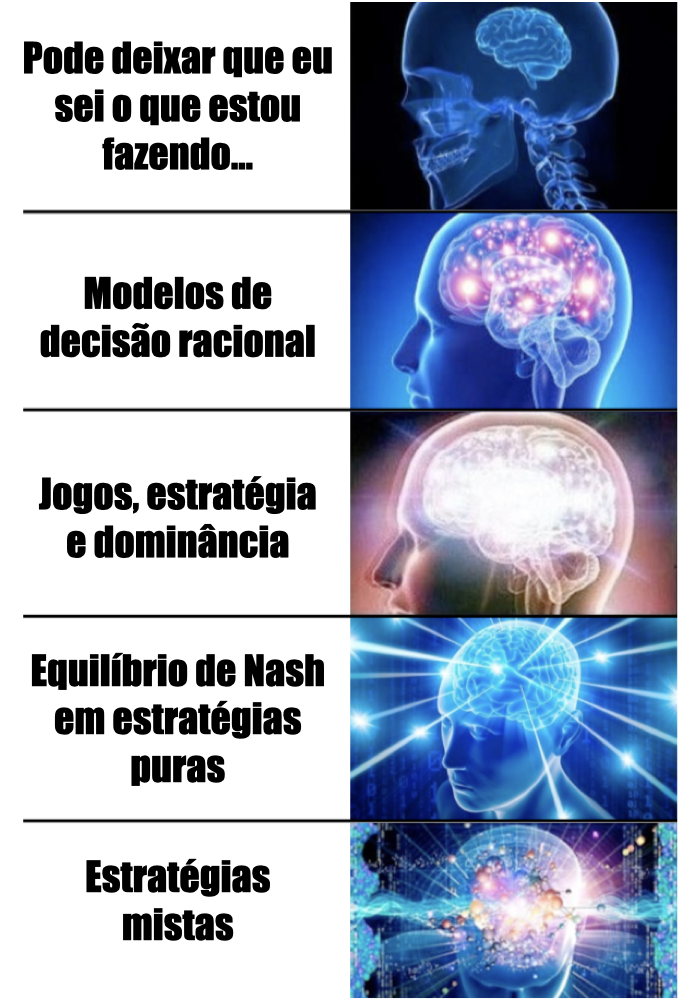 Pode deixar que eu
sei o que estou
fazendo...
Modelos de
decisão racional
Jogos, estratégia
e dominância
Equilíbrio de Nash
em estratégias
puras
Estratégias
mistas